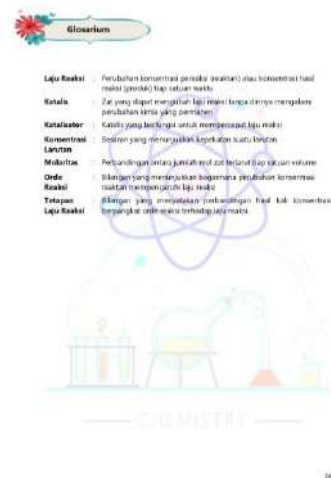 Glosarium
Laju Reaksi : Perubahan konsentrasi pereaksi (reaktan) atau konsentrasi hasil
reaksi (produk) tiap satuan waktu
Katalis : Zat yang dapat mengubah laju reaksi tanpa dirinya mengalami
perubahan kimia yang permanen
Katalisator : Katalis yang berfungsi untuk mempercepat laju reaksi
Konsentrasi : Besaran yang menunjukkan kepekatan suatu larutan
Larutan
Molaritas : Perbandingan antara jumlah mol zat terlarut tiap satuan volume
Orde : Bilangan yang menunjukkan bagaimana perubahan konsentrasi
Reaksi reaktan mempengaruhi laju reaksi
Tetapan : Bilangan yang menyatakan perbandingan hasil kali konsentrasi
Laju Reaksi berpangkat orde reaksi terhadap laju reaksi
CHEMISTRY